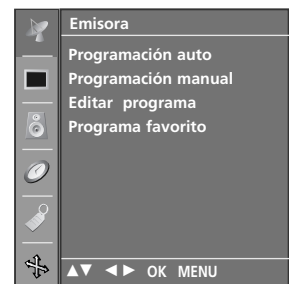 Emisora
Programación auto
Programación manual
Editar programa
Programa favorito
▲▼ ◄► OK MENU